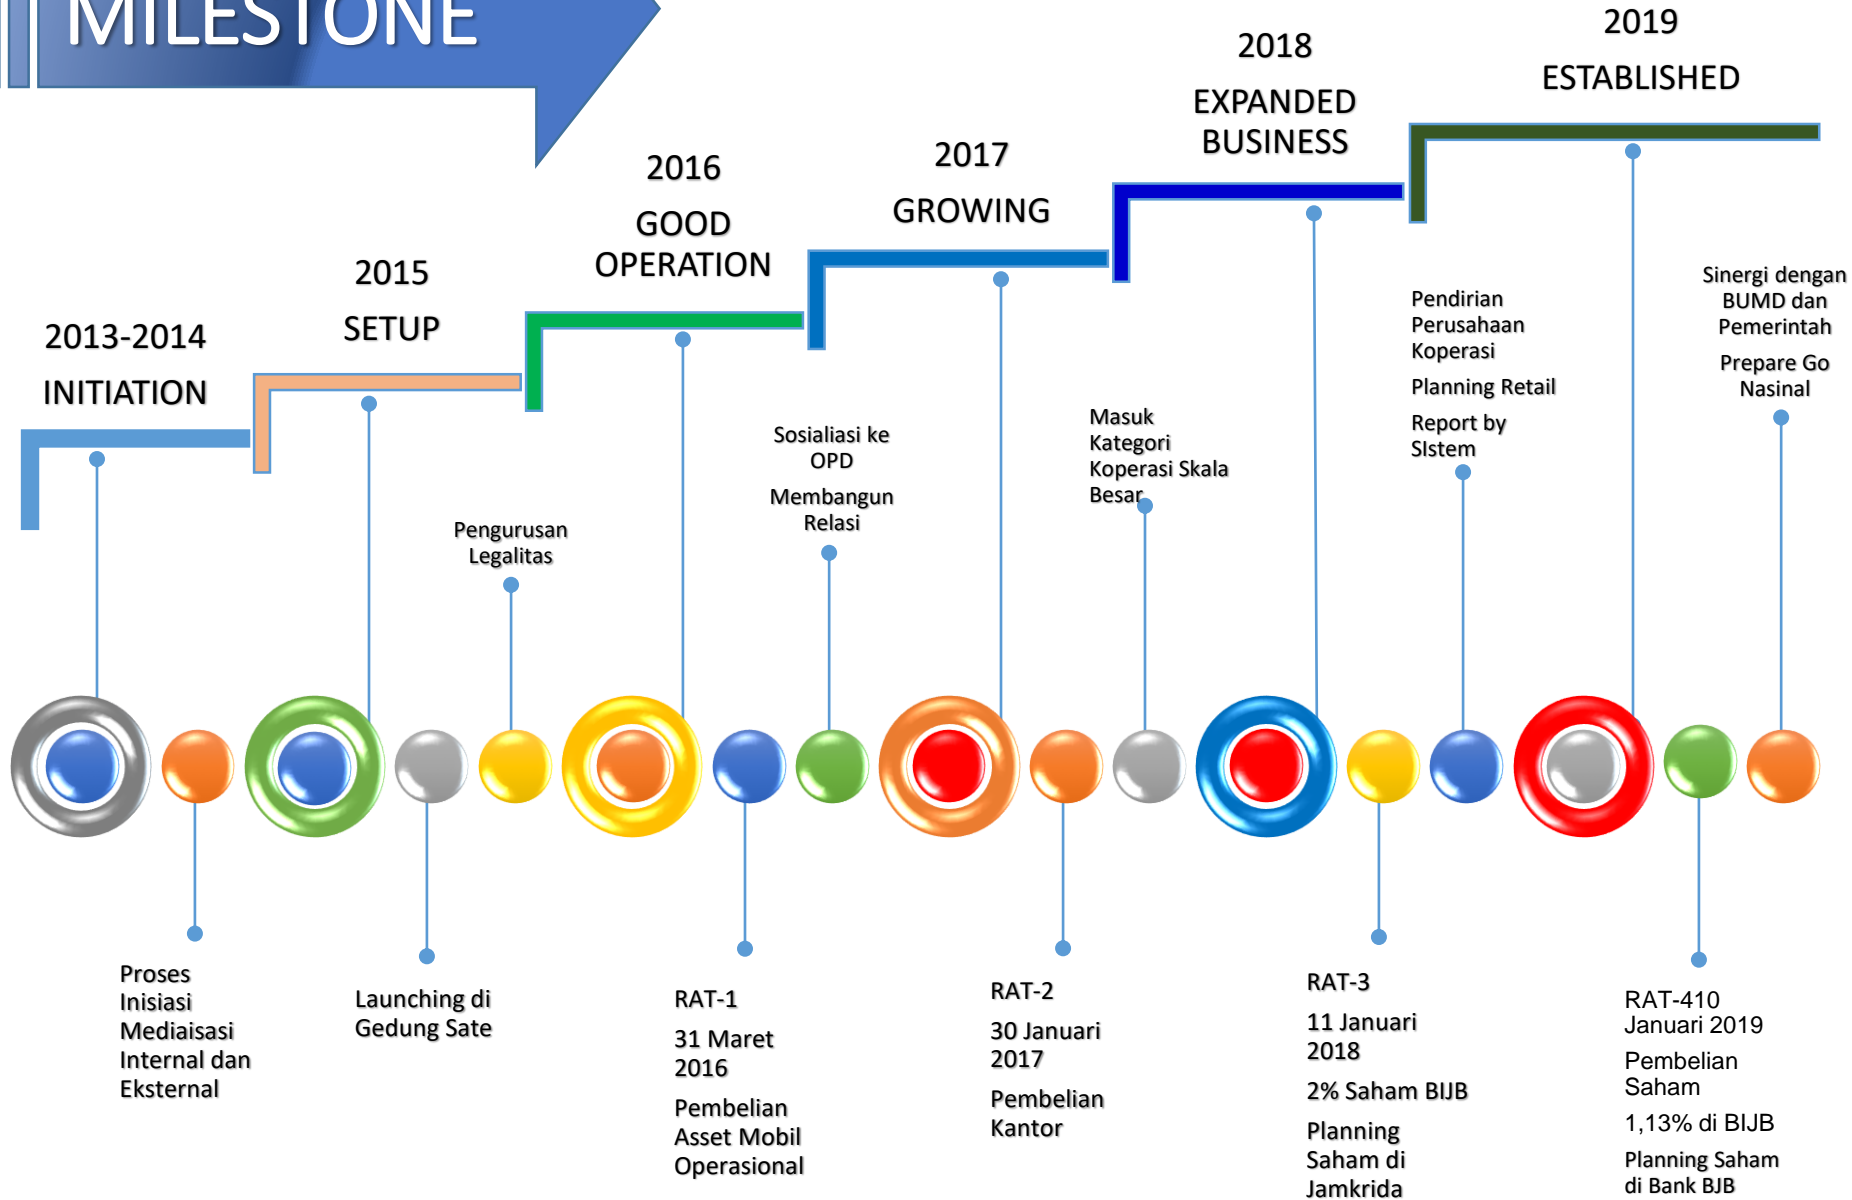 MILESTONE
2013-2014
INITIATION
2015
SETUP
2016
GOOD
OPERATION
2017
GROWING
2018
EXPANDED
BUSINESS
2019
ESTABLISHED
Pengurusan
Legalitas
Sosialiasi ke
OPD
Membangun
Relasi
Masuk
Kategori
Koperasi Skala
Besar
Pendirian
Perusahaan
Koperasi
Planning Retail
Report by
SIstem
Sinergi dengan
BUMD dan
Pemerintah
Prepare Go
Nasinal
Proses
Inisiasi
Mediaisasi
Internal dan
Eksternal
Launching di
Gedung Sate
RAT-1
31 Maret
2016
Pembelian
Asset Mobil
Operasional
RAT-2
30 Januari
2017
Pembelian
Kantor
RAT-3
11 Januari
2018
2% Saham BIJB
Planning
Saham di
Jamkrida
RAT-410
Januari 2019
Pembelian
Saham
1,13% di BIJB
Planning Saham
di Bank BJB